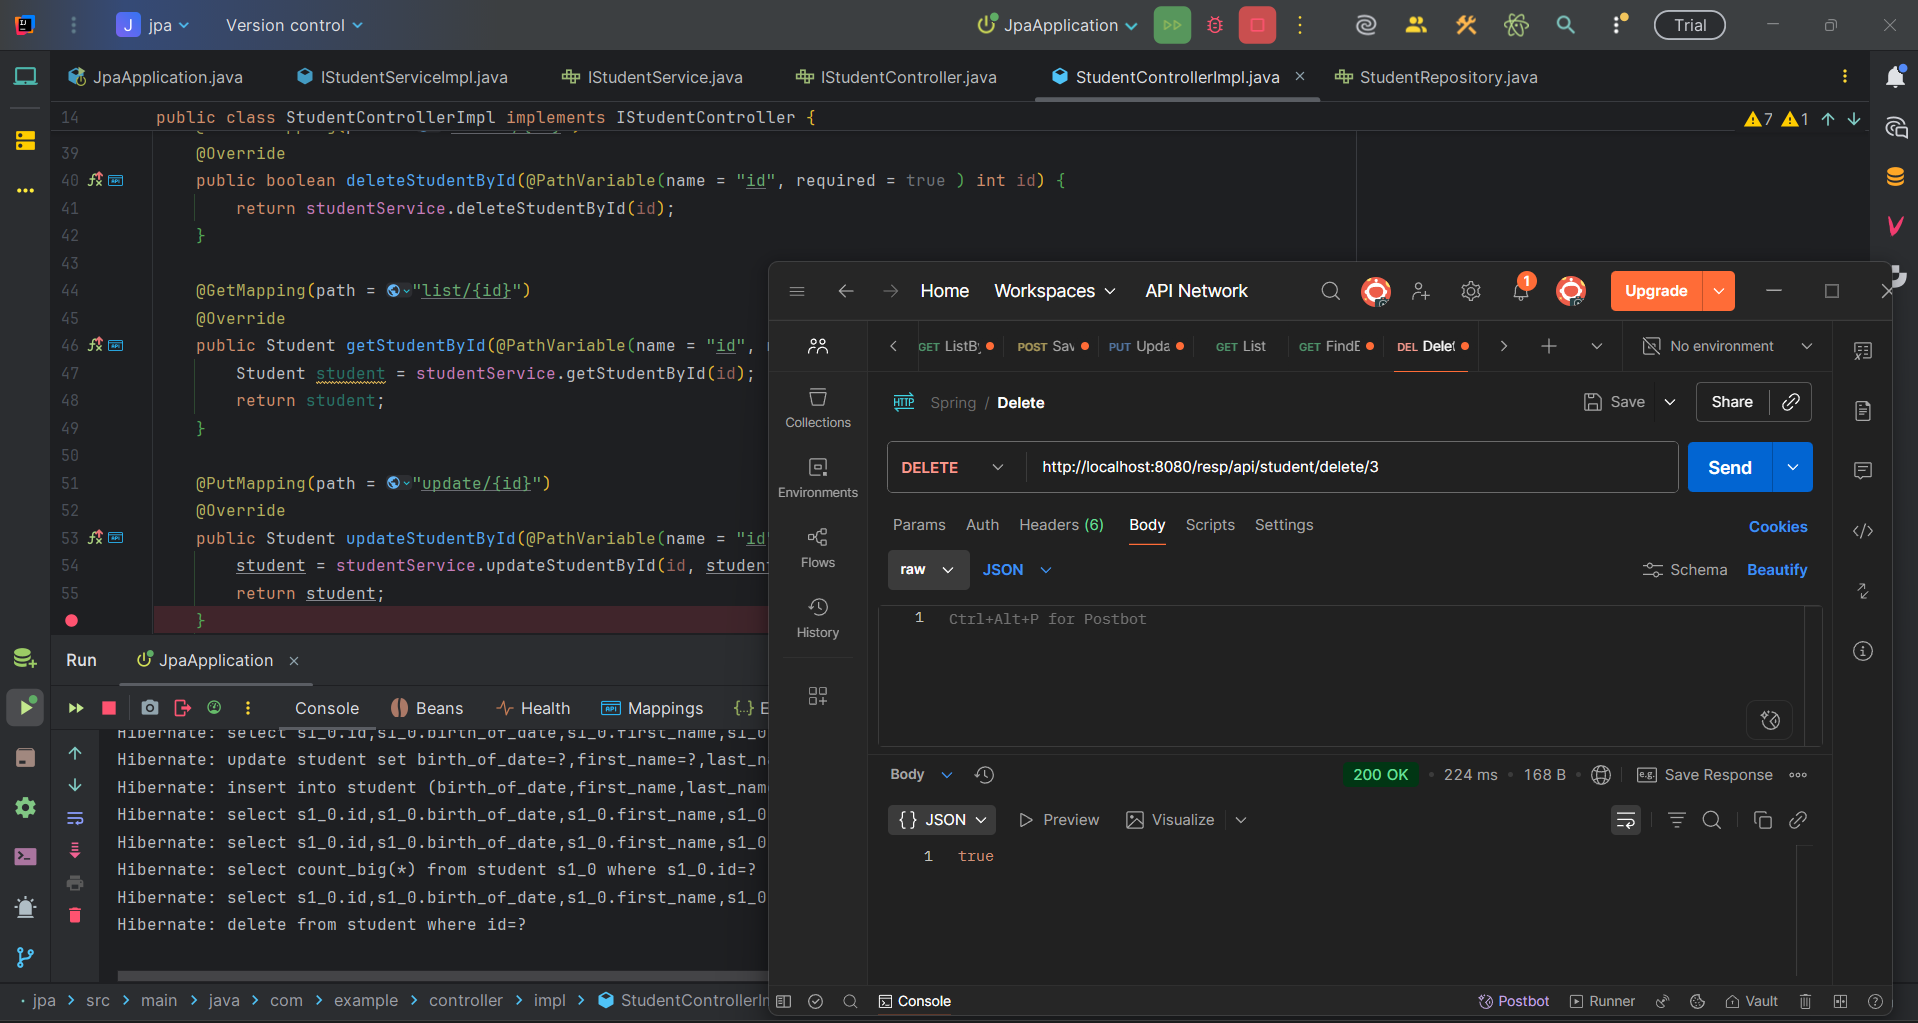 J jpa
Version control
JpaApplication
Trial
JpaApplication.java
IStudentServiceImpl.java
IStudentService.java
IStudentController.java
StudentControllerImpl.java
StudentRepository.java
14 public class StudentControllerImpl implements IStudentController {
7 1
39 @Override
40 public boolean deleteStudentById(@PathVariable(name = "id", required = true ) int id) {
41 return studentService.deleteStudentById(id);
42 }
43
44 @GetMapping(path = "list/{id}")
45 @Override
46 public Student getStudentById(@PathVariable(name = "id",
47 Student student = studentService.getStudentById(id);
48 return student;
49 }
50
51 @PutMapping(path = "update/{id}")
52 @Override
53 public Student updateStudentById(@PathVariable(name = "id"
54 student = studentService.updateStudentById(id, student
55 return student;
}
Run
JpaApplication
Console
Beans
Health
API Mappings
{..} E
Hibernate: select s1_0.id,s1_0.birth_of_date,s1_0.first_name,s1_0
Hibernate: update student set birth_of_date=?,first_name=?,last_n
Hibernate: insert into student (birth_of_date,first_name,last_nam
Hibernate: select s1_0.id,s1_0.birth_of_date,s1_0.first_name,s1_0
Hibernate: select s1_0.id,s1_0.birth_of_date,s1_0.first_name,s1_0
Hibernate: select count_big(*) from student s1_0 where s1_0.id=?
Hibernate: select s1_0.id,s1_0.birth_of_date,s1_0.first_name,s1_0
Hibernate: delete from student where id=?
jpa > src > main > java > com > example > controller > impl > StudentControllerIm
Home
Workspaces
API Network
1
Upgrade
GET ListBy
POST Sav
PUT Upda
GET List
GET FindB
DEL Delet
No environment
Collections
Environments
Flows
History
HTTP Spring / Delete
Save
Share
DELETE
http://localhost:8080/resp/api/student/delete/3
Send
Params
Auth
Headers (6)
Body
Scripts
Settings
Cookies
raw
JSON
Schema
Beautify
1 Ctrl+Alt+P for Postbot
Body
200 OK
224 ms
168 B
e.g. Save Response
{} JSON
Preview
Visualize
1 true
Console
Postbot
Runner
Vault